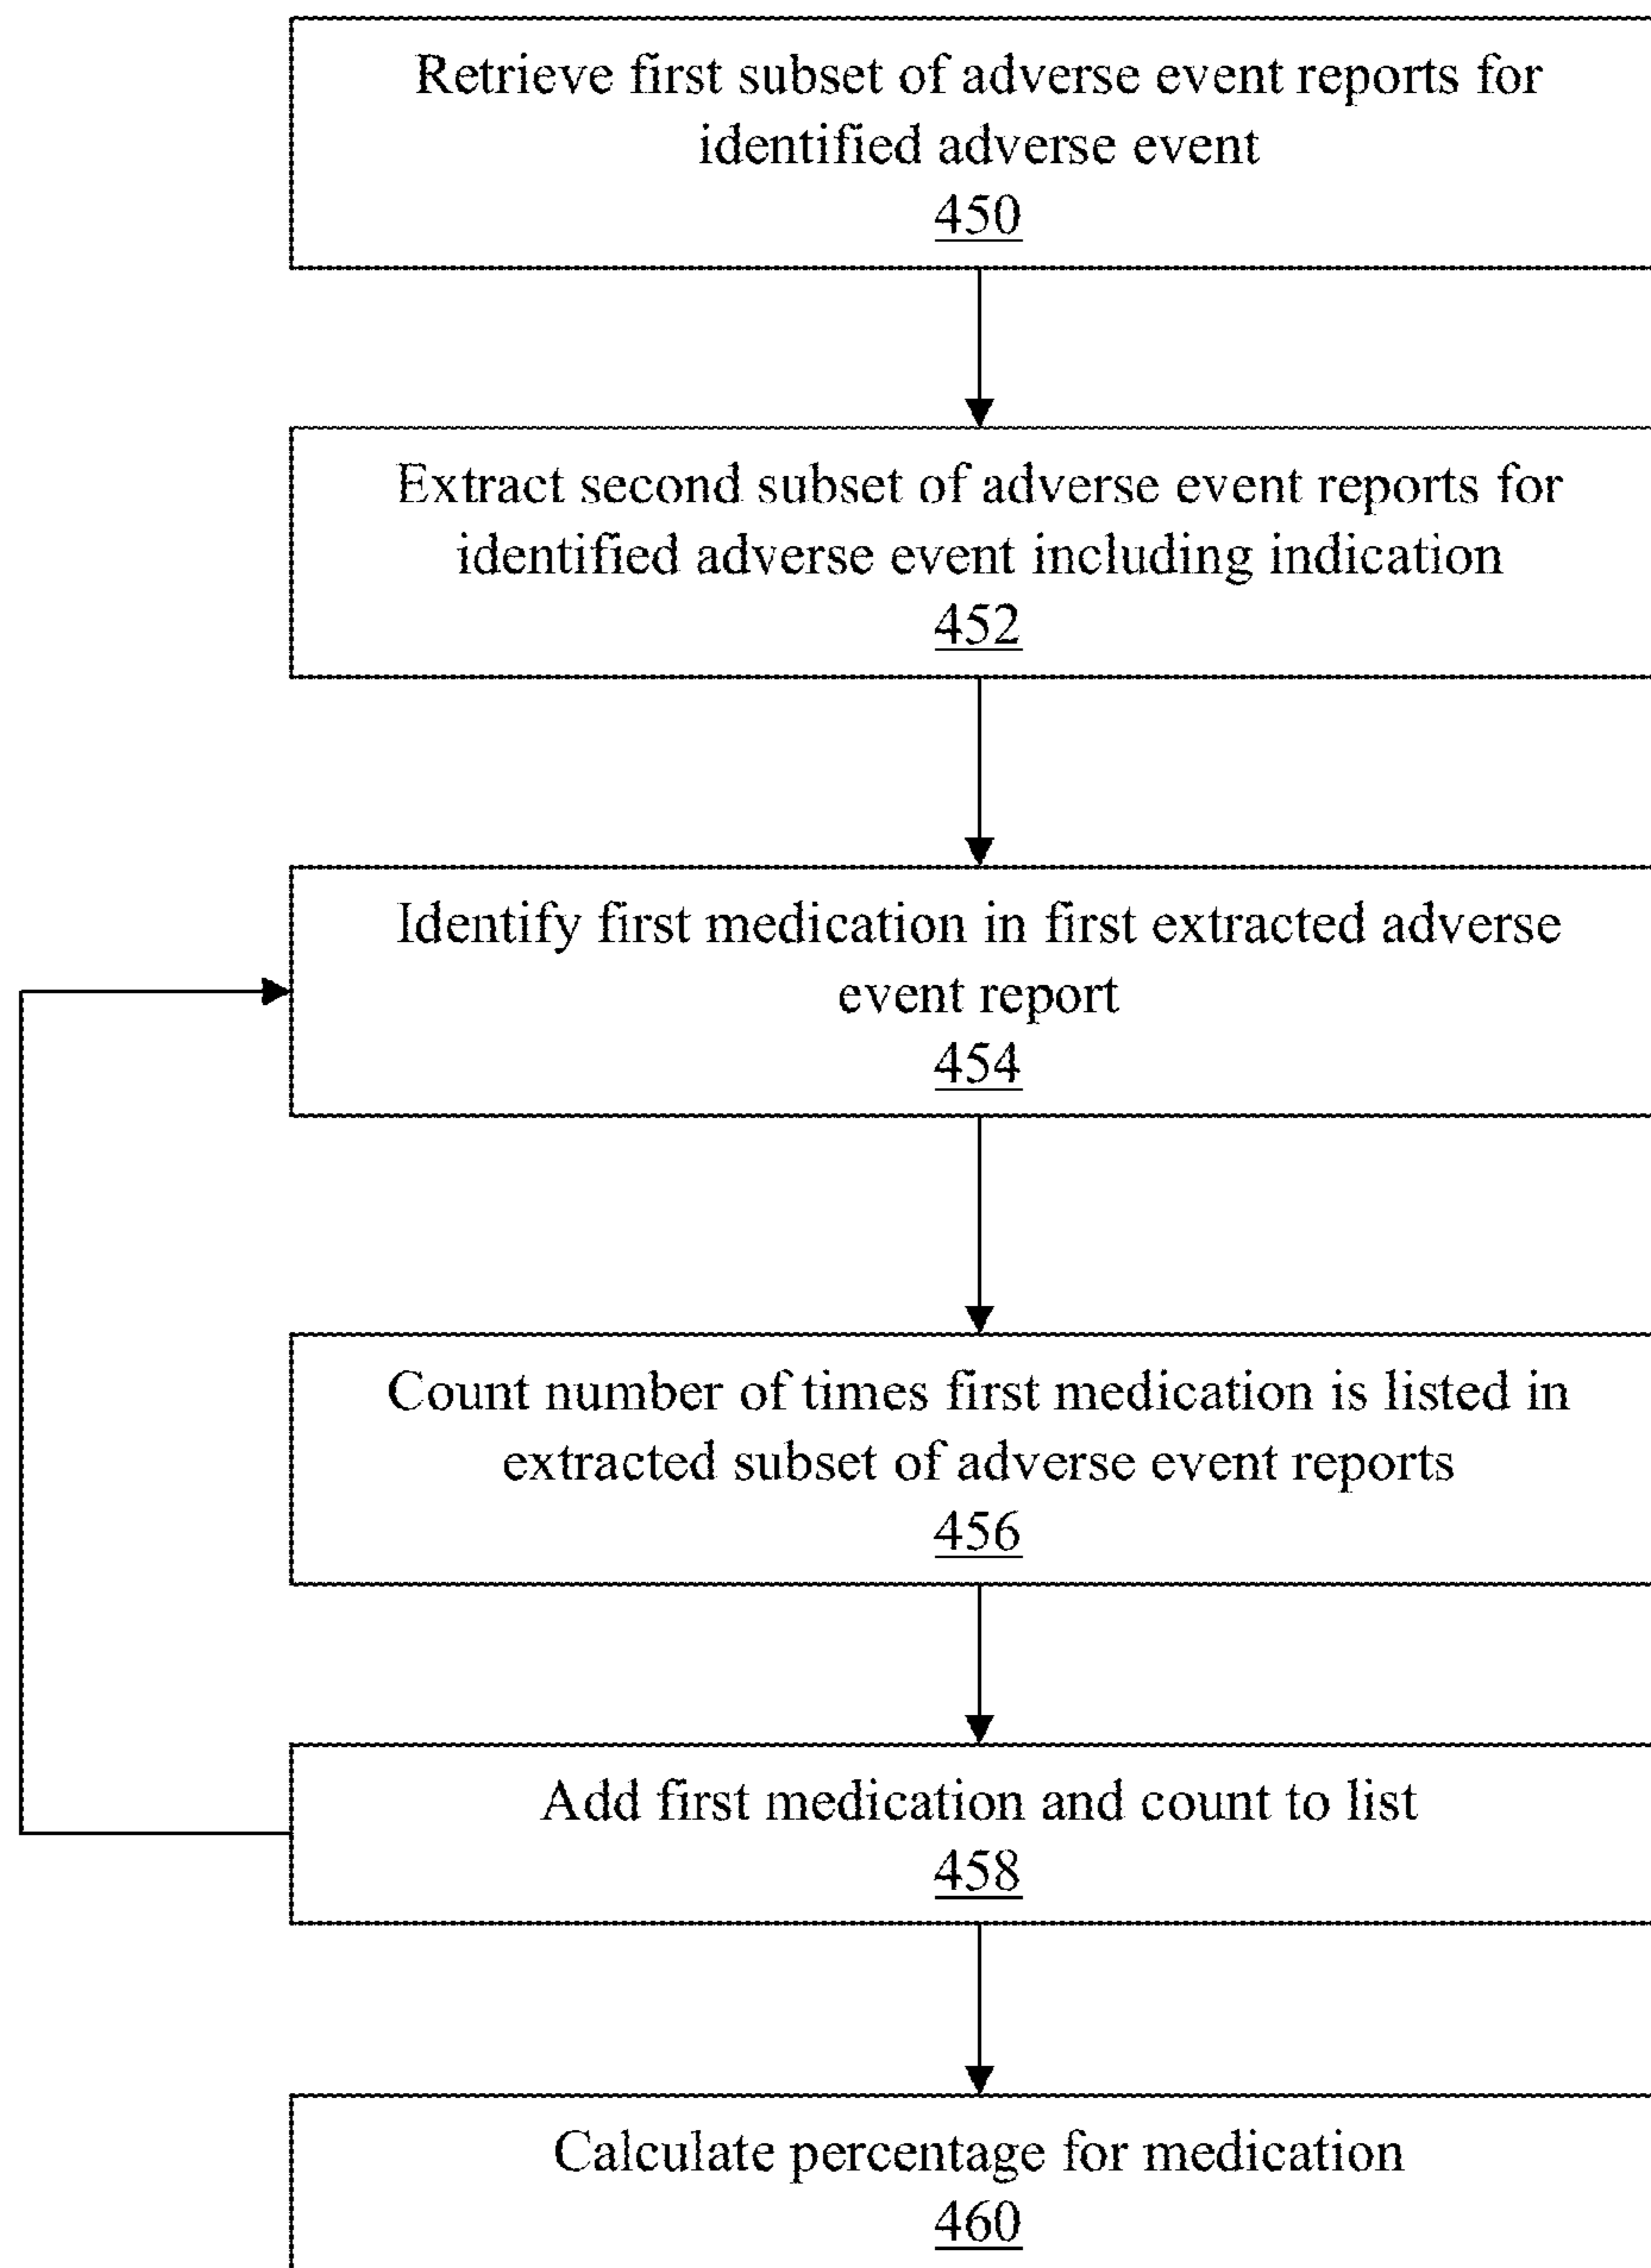 Retrieve first subset of adverse event reports for
identified adverse event
450
Extract second subset of adverse event reports for
identified adverse event including indication
452
Identify first medication in first extracted adverse
event report
454
Count number of times first medication is listed in
extracted subset of adverse event reports
456
Add first medication and count to list
458
Calculate percentage for medication
460